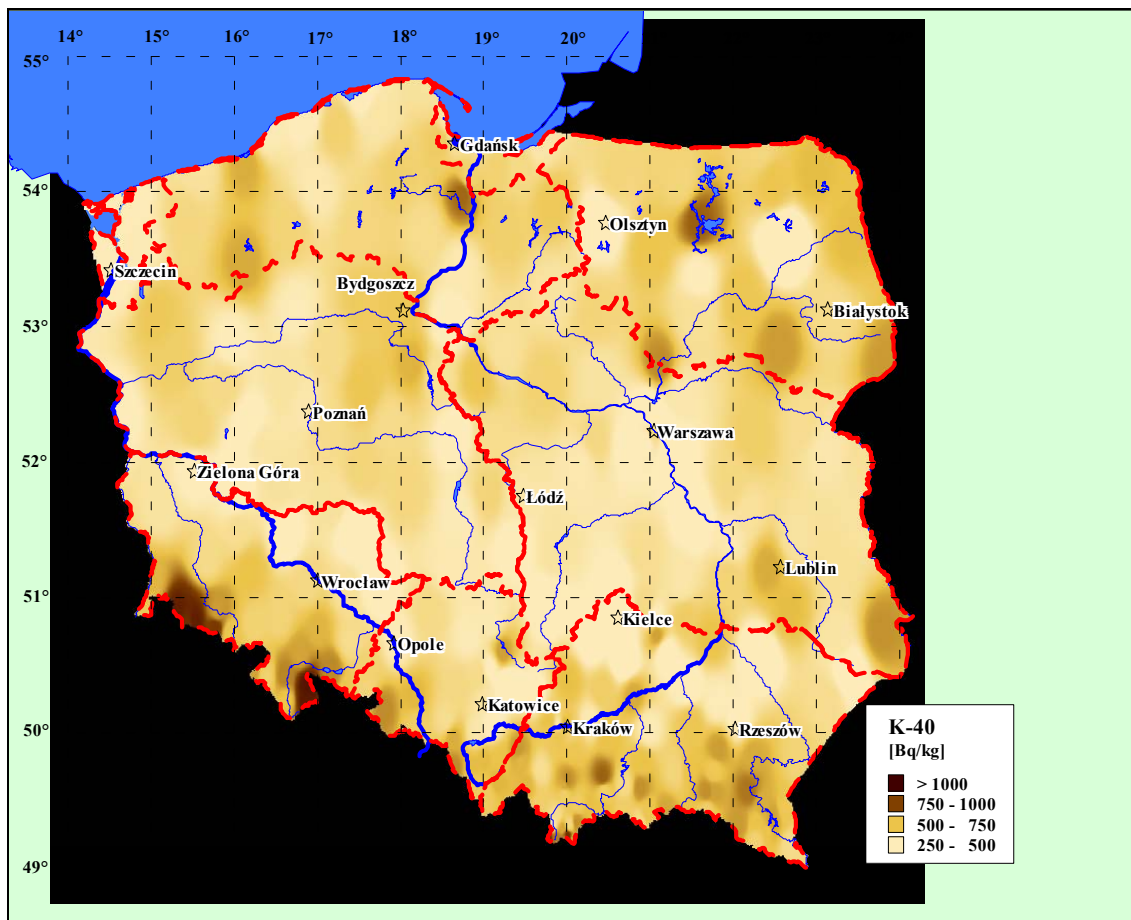 14° 15° 16° 17° 18° 19° 20°
55°
Gdańsk
54°
Olsztyn
Szczecin
Bydgoszcz
Białystok
53°
Poznań
Warszawa
52°
Zielona Góra
Łódź
Lublin
Wrocław
51°
Kielce
Opole
Katowice
50°
Kraków
Rzeszów
K-40
[Bq/kg]
> 1000
750 - 1000
500 - 750
250 - 500
49°